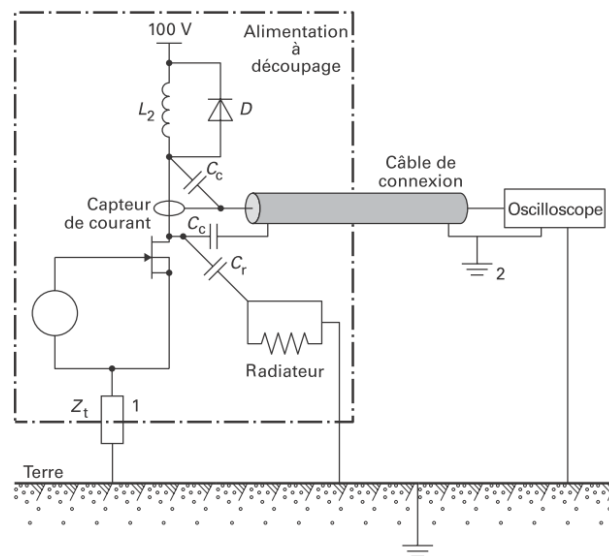 100 V
Alimentation
à
découpage
L2
D
Cc
Câble de
connexion
Capteur
de courant
Cc
Oscilloscope
Cr
2
Radiateur
Zt
1
Terre